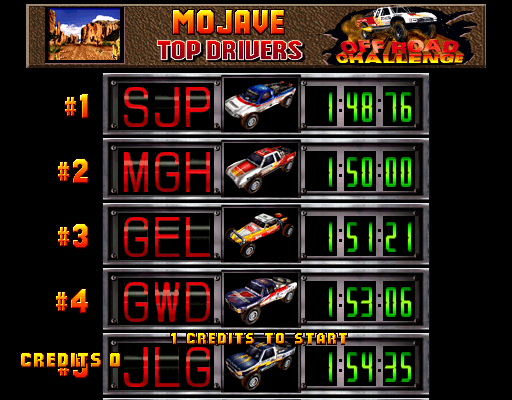 MOJAVE
TOP DRIVERS
OFF ROAD
CHALLENGE
#1 SJP 1:48:76
#2 MGH 1:50:00
#3 GEL 1:51:21
#4 GWD 1:53:06
1 CREDITS TO START
CREDITS 0
#5 JLG 1:54:35